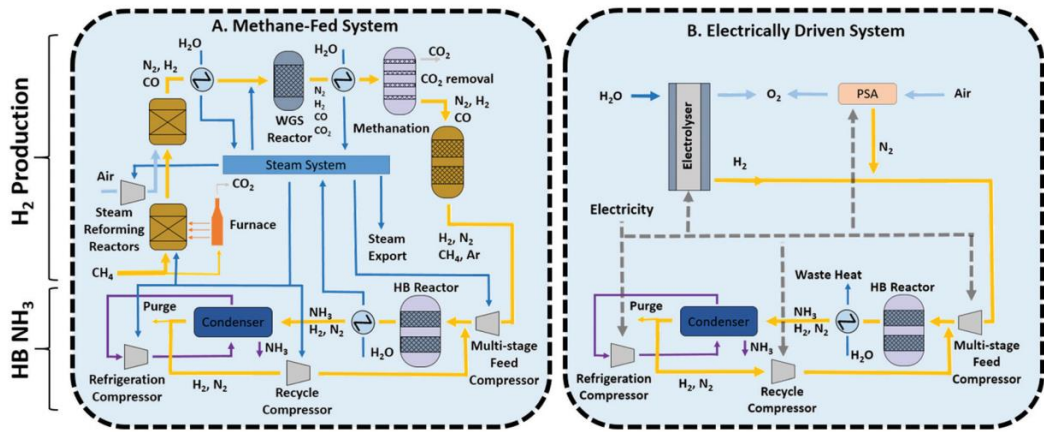 A. Methane-Fed System
H₂O
H₂O
CO₂
N₂, H₂
CO
CO₂ removal
N₂
H₂
CO
CO₂
WGS
Reactor
Methanation
N₂, H₂
CO
Steam System
Air
CO₂
Steam
Reforming
Reactors
Furnace
Steam
Export
H₂, N₂
CH₄, Ar
CH₄
H₂ Production
HB NH₃
Purge
Condenser
NH₃
H₂, N₂
HB Reactor
NH₃
H₂O
Multi-stage
Feed
Compressor
Refrigeration
Compressor
H₂, N₂
Recycle
Compressor
B. Electrically Driven System
H₂O
Electrolyser
O₂
PSA
Air
N₂
H₂
Electricity
Waste Heat
HB Reactor
Purge
Condenser
NH₃
H₂, N₂
NH₃
H₂O
Multi-stage
Feed
Compressor
Refrigeration
Compressor
H₂, N₂
Recycle
Compressor